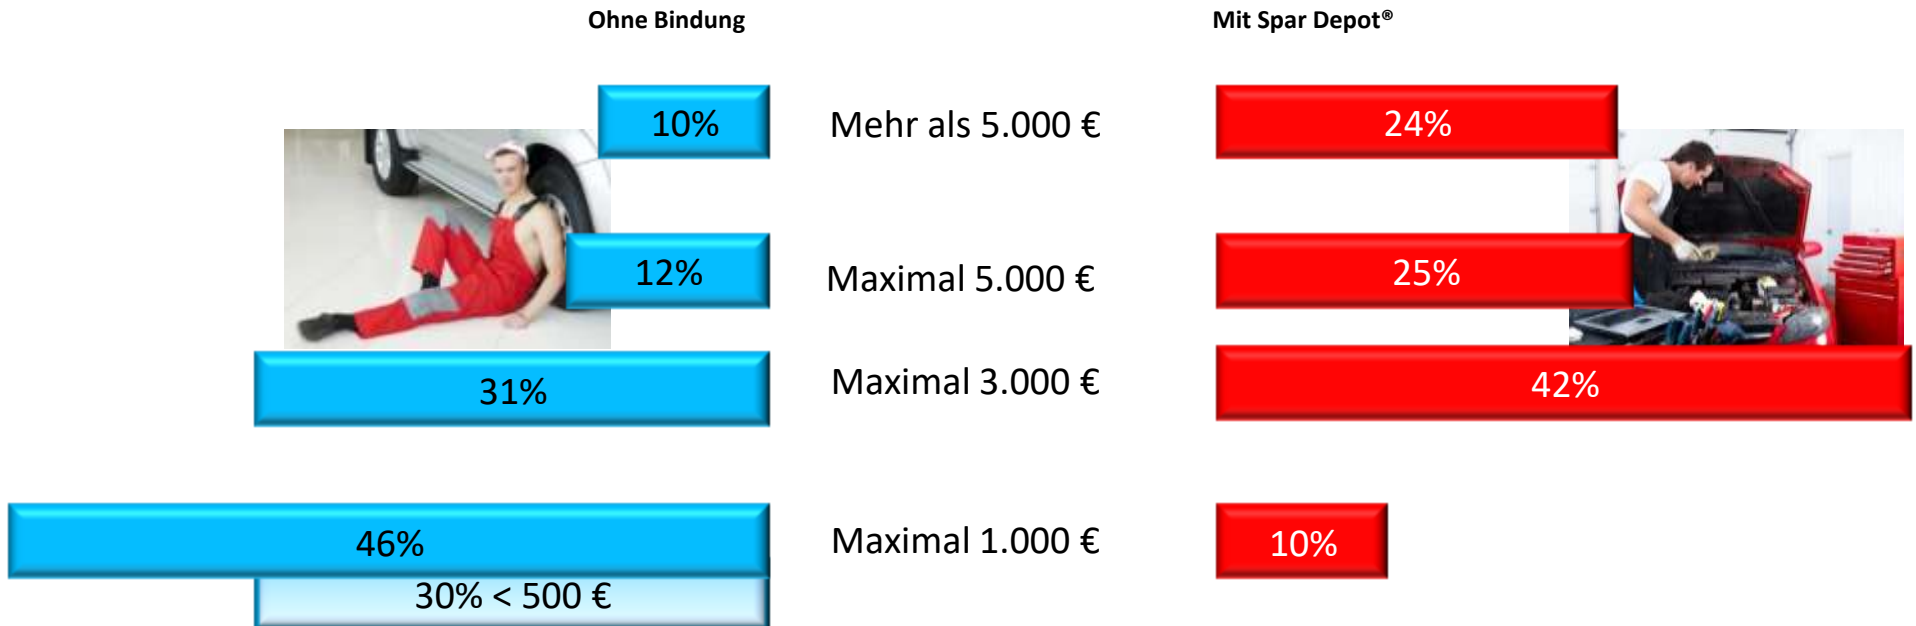 Ohne Bindung
Mit Spar Depot®
10%
Mehr als 5.000 €
24%
12%
Maximal 5.000 €
25%
31%
Maximal 3.000 €
42%
46%
Maximal 1.000 €
10%
30% < 500 €